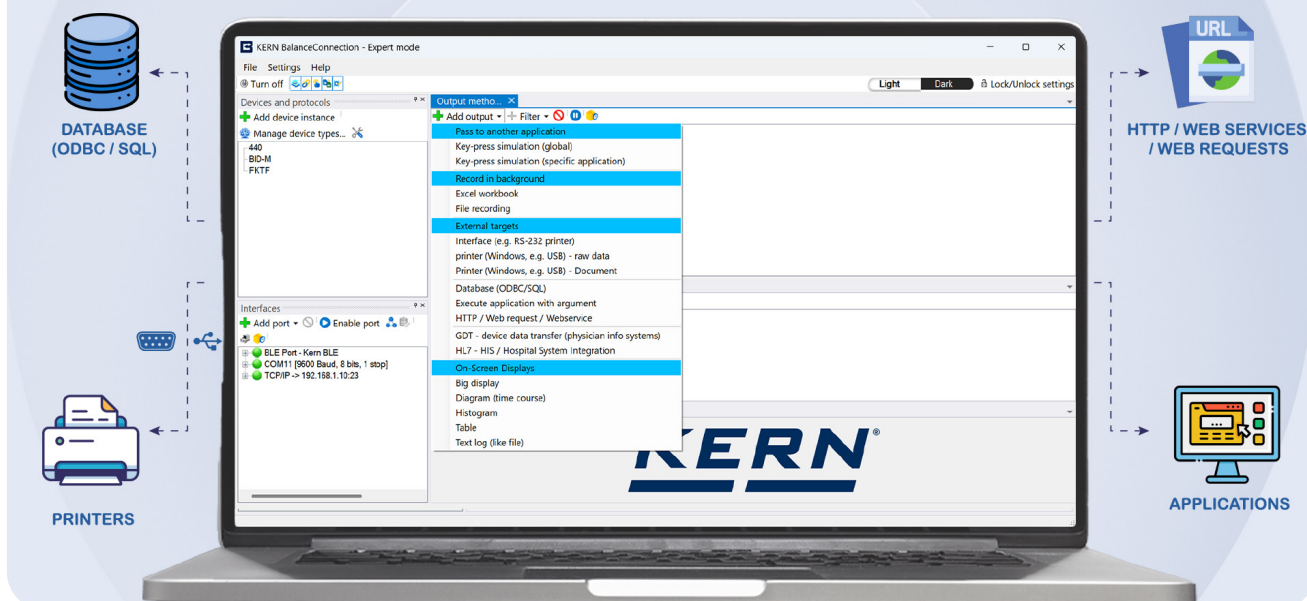 DATABASE
(ODBC / SQL)
PRINTERS
KERN BalanceConnection - Expert mode
File Settings Help
Turn off
Light Dark Lock/Unlock settings
Devices and protocols
Add device instance
Manage device types...
440
BID-M
FKTF
Interfaces
Add port Enable port
BLE Port - Kern BLE
COM11 [9600 Baud, 8 bits, 1 stop]
TCP/IP -> 192.168.1.10:23
Output metho...
Add output Filter
Pass to another application
Key-press simulation (global)
Key-press simulation (specific application)
Record in background
Excel workbook
File recording
External targets
Interface (e.g. RS-232 printer)
printer (Windows, e.g. USB) - raw data
Printer (Windows, e.g. USB) - Document
Database (ODBC/SQL)
Execute application with argument
HTTP / Web request / Webservice
GDT - device data transfer (physician info systems)
HL7 - HIS / Hospital System Integration
On-Screen Displays
Big display
Diagram (time course)
Histogram
Table
Text log (like file)
KERN®
URL
HTTP / WEB SERVICES
/ WEB REQUESTS
APPLICATIONS